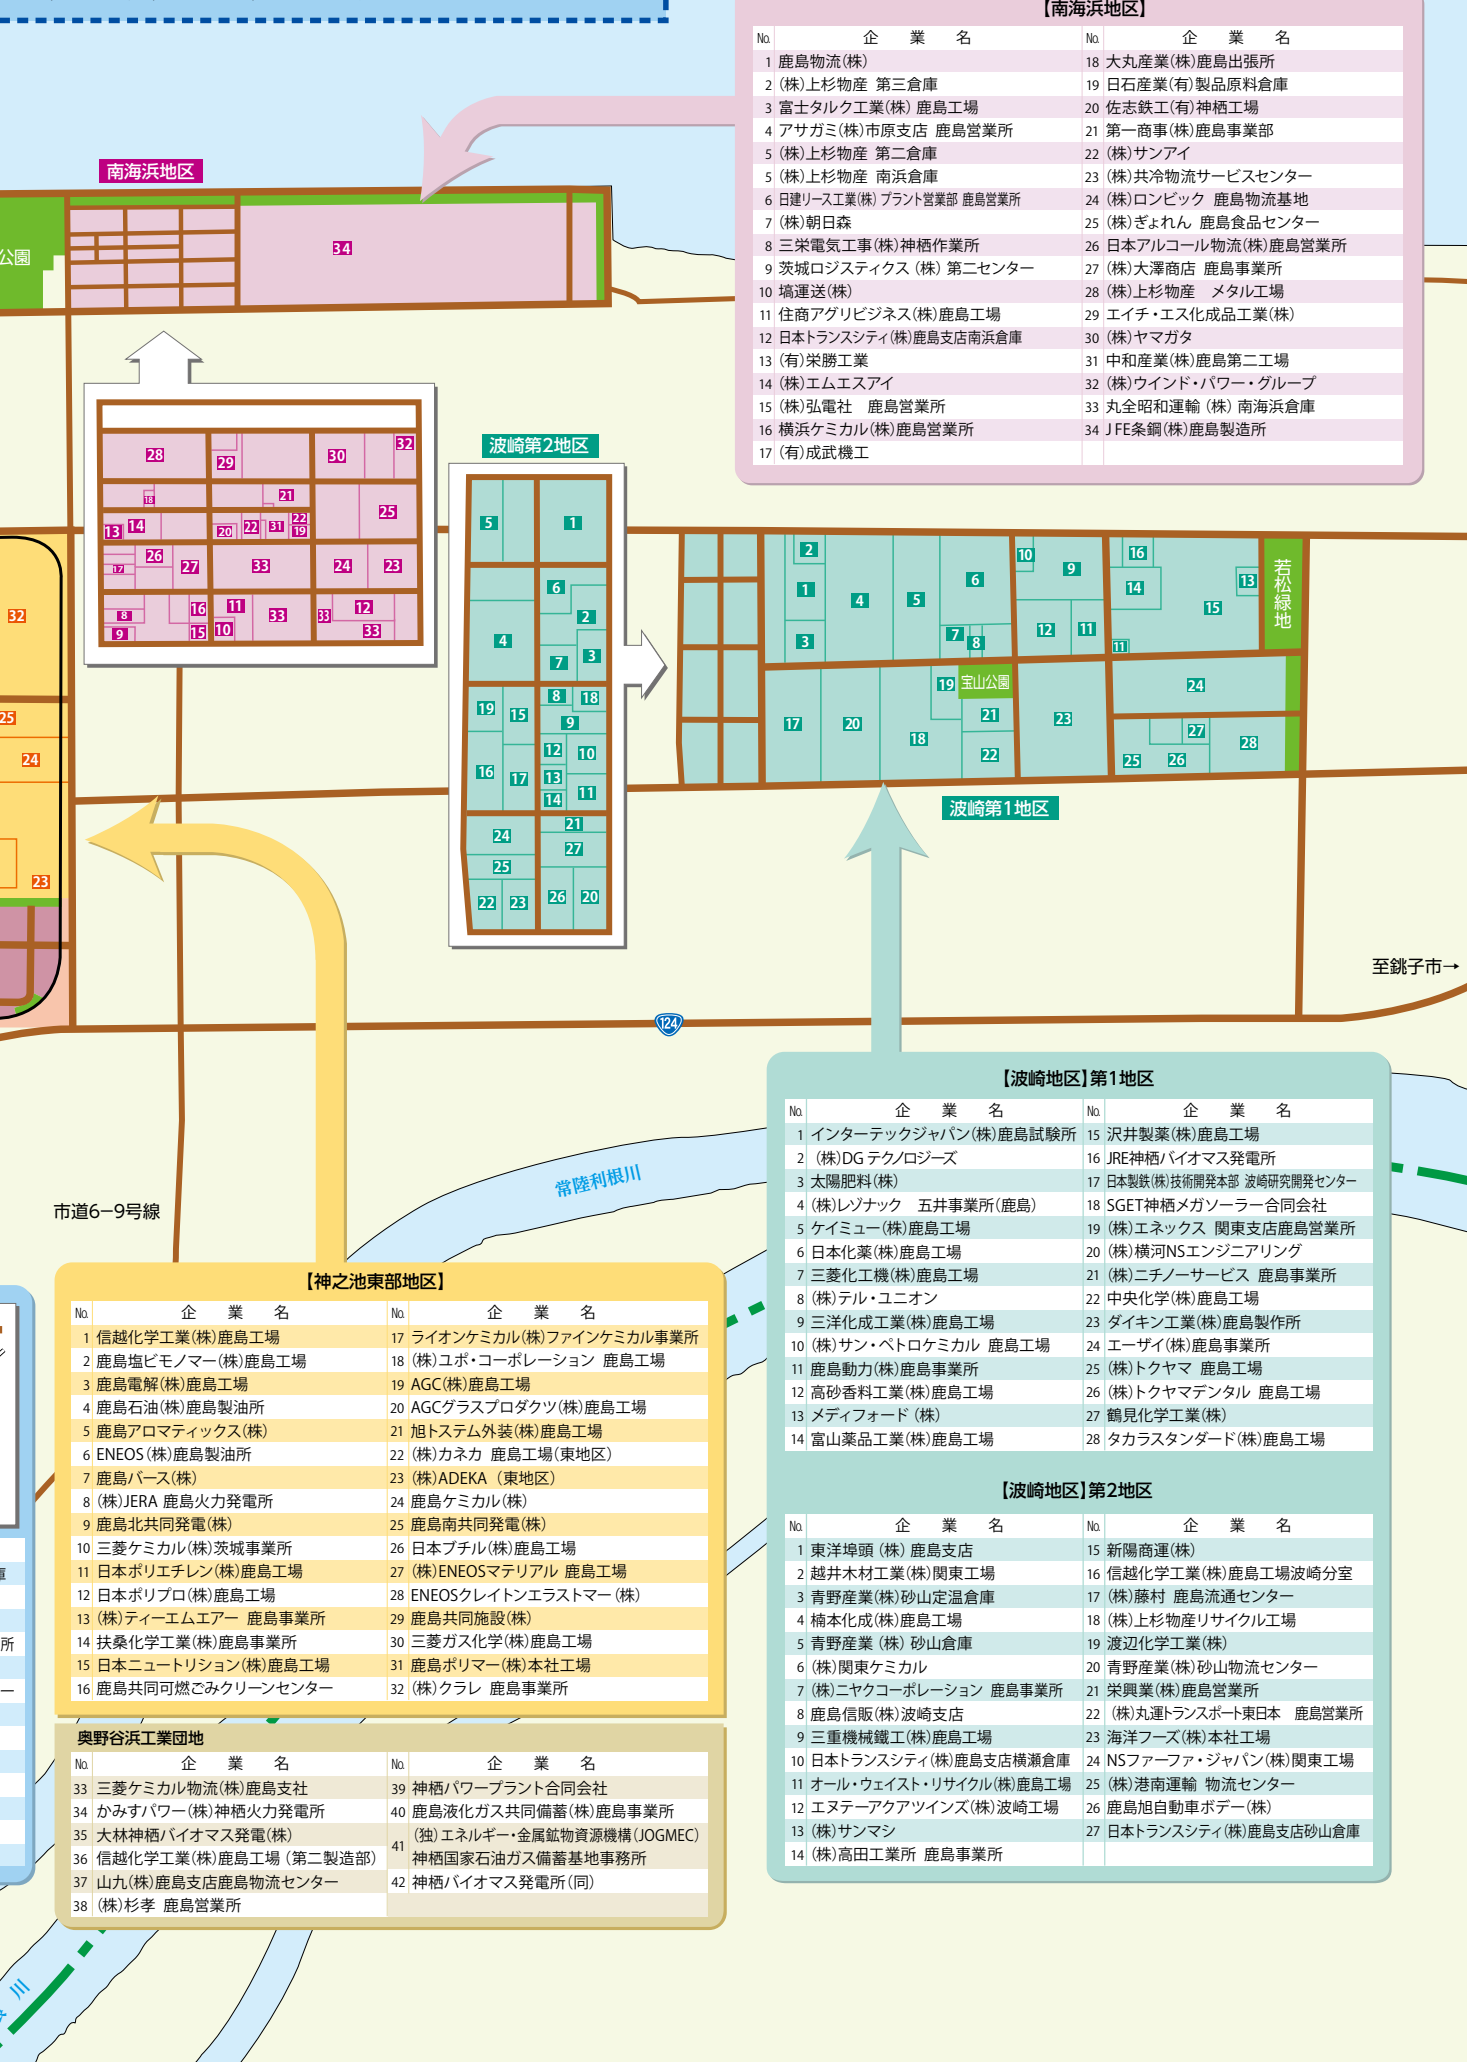 【南海浜地区】
No. 企 業 名 No. 企 業 名
1 鹿島物流(株) 18 大丸産業(株)鹿島出張所
2 (株)上杉物産 第三倉庫 19 日石産業(有)製品原料倉庫
3 富士タルク工業(株) 鹿島工場 20 佐志鉄工(有)神栖工場
4 アサガミ(株)市原支店 鹿島営業所 21 第一商事(株)鹿島事業部
5 (株)上杉物産 第二倉庫 22 (株)サンアイ
5 (株)上杉物産 南浜倉庫 23 (株)共冷物流サービスセンター
6 日建リース工業(株) プラント営業部 鹿島営業所 24 (株)ロンビック 鹿島物流基地
7 (株)朝日森 25 (株)ぎょれん 鹿島食品センター
8 三栄電気工事(株)神栖作業所 26 日本アルコール物流(株)鹿島営業所
9 茨城ロジスティクス (株) 第二センター 27 (株)大澤商店 鹿島事業所
10 塙運送(株) 28 (株)上杉物産 メタル工場
11 住商アグリビジネス(株)鹿島工場 29 エイチ・エス化成品工業(株)
12 日本トランスシティ(株)鹿島支店南浜倉庫 30 (株)ヤマガタ
13 (有)栄勝工業 31 中和産業(株)鹿島第二工場
14 (株)エムエスアイ 32 (株)ウインド・パワー・グループ
15 (株)弘電社 鹿島営業所 33 丸全昭和運輸 (株) 南海浜倉庫
16 横浜ケミカル(株)鹿島営業所 34 JFE条鋼(株)鹿島製造所
17 (有)成武機工
南海浜地区
公園
34
28 29 30 32
18 21 25
13 14 20 22 31 22 19
17 26 27 33 24 23
8 9 16 15 11 10 33 33 12 33
波崎第2地区
5 1
6 2
4 7 3
19 15 8 18
9
16 17 12 10
13
14 11
24 21
25 27
22 23 26 20
2 1 3 4 5 6 7 8
10 9 12 11
16 14 15 13 11
若松緑地
宝山公園
17 20 18 19 21 22 23
24
25 26 27 28
波崎第1地区
32
25
24
23
至銚子市→
124
常陸利根川
市道6−9号線
川
【神之池東部地区】
No. 企 業 名 No. 企 業 名
1 信越化学工業(株)鹿島工場 17 ライオンケミカル(株)ファインケミカル事業所
2 鹿島塩ビモノマー(株)鹿島工場 18 (株)ユポ・コーポレーション 鹿島工場
3 鹿島電解(株)鹿島工場 19 AGC(株)鹿島工場
4 鹿島石油(株)鹿島製油所 20 AGCグラスプロダクツ(株)鹿島工場
5 鹿島アロマティックス(株) 21 旭トステム外装(株)鹿島工場
6 ENEOS(株)鹿島製油所 22 (株)カネカ 鹿島工場(東地区)
7 鹿島バース(株) 23 (株)ADEKA (東地区)
8 (株)JERA 鹿島火力発電所 24 鹿島ケミカル(株)
9 鹿島北共同発電(株) 25 鹿島南共同発電(株)
10 三菱ケミカル(株)茨城事業所 26 日本ブチル(株)鹿島工場
11 日本ポリエチレン(株)鹿島工場 27 (株)ENEOSマテリアル 鹿島工場
12 日本ポリプロ(株)鹿島工場 28 ENEOSクレイトンエラストマー(株)
13 (株)ティーエムエアー 鹿島事業所 29 鹿島共同施設(株)
14 扶桑化学工業(株)鹿島事業所 30 三菱ガス化学(株)鹿島工場
15 日本ニュートリション(株)鹿島工場 31 鹿島ポリマー(株)本社工場
16 鹿島共同可燃ごみクリーンセンター 32 (株)クラレ 鹿島事業所
奥野谷浜工業団地
No. 企 業 名 No. 企 業 名
33 三菱ケミカル物流(株)鹿島支社 39 神栖パワープラント合同会社
34 かみすパワー(株)神栖火力発電所 40 鹿島液化ガス共同備蓄(株)鹿島事業所
35 大林神栖バイオマス発電(株) 41 (独)エネルギー・金属鉱物資源機構(JOGMEC)
36 信越化学工業(株)鹿島工場 (第二製造部) 神栖国家石油ガス備蓄基地事務所
37 山九(株)鹿島支店鹿島物流センター 42 神栖バイオマス発電所(同)
38 (株)杉孝 鹿島営業所
【波崎地区】第1地区
No. 企 業 名 No. 企 業 名
1 インターテックジャパン(株)鹿島試験所 15 沢井製薬(株)鹿島工場
2 (株)DG テクノロジーズ 16 JRE神栖バイオマス発電所
3 太陽肥料(株) 17 日本製鉄(株)技術開発本部 波崎研究開発センター
4 (株)レゾナック 五井事業所(鹿島) 18 SGET神栖メガソーラー合同会社
5 ケイミュー(株)鹿島工場 19 (株)エネックス 関東支店鹿島営業所
6 日本化薬(株)鹿島工場 20 (株)横河NSエンジニアリング
7 三菱化工機(株)鹿島工場 21 (株)ニチノーサービス 鹿島事業所
8 (株)テル・ユニオン 22 中央化学(株)鹿島工場
9 三洋化成工業(株)鹿島工場 23 ダイキン工業(株)鹿島製作所
10 (株)サン・ペトロケミカル 鹿島工場 24 エーザイ(株)鹿島事業所
11 鹿島動力(株)鹿島事業所 25 (株)トクヤマ 鹿島工場
12 高砂香料工業(株)鹿島工場 26 (株)トクヤマデンタル 鹿島工場
13 メディフォード (株) 27 鶴見化学工業(株)
14 富山薬品工業(株)鹿島工場 28 タカラスタンダード(株)鹿島工場
【波崎地区】第2地区
No. 企 業 名 No. 企 業 名
1 東洋埠頭 (株) 鹿島支店 15 新陽商運(株)
2 越井木材工業(株)関東工場 16 信越化学工業(株)鹿島工場波崎分室
3 青野産業(株)砂山定温倉庫 17 (株)藤村 鹿島流通センター
4 楠本化成(株)鹿島工場 18 (株)上杉物産リサイクル工場
5 青野産業 (株) 砂山倉庫 19 渡辺化学工業(株)
6 (株)関東ケミカル 20 青野産業(株)砂山物流センター
7 (株)ニヤクコーポレーション 鹿島事業所 21 栄興業(株)鹿島営業所
8 鹿島信販(株)波崎支店 22 (株)丸運トランスポート東日本 鹿島営業所
9 三重機械鐵工(株)鹿島工場 23 海洋フーズ(株)本社工場
10 日本トランスシティ(株)鹿島支店横瀬倉庫 24 NSファーファ・ジャパン(株)関東工場
11 オール・ウェイスト・リサイクル(株)鹿島工場 25 (株)港南運輸 物流センター
12 エヌテーアクアツインズ(株)波崎工場 26 鹿島旭自動車ボデー(株)
13 (株)サンマシ 27 日本トランスシティ(株)鹿島支店砂山倉庫
14 (株)高田工業所 鹿島事業所